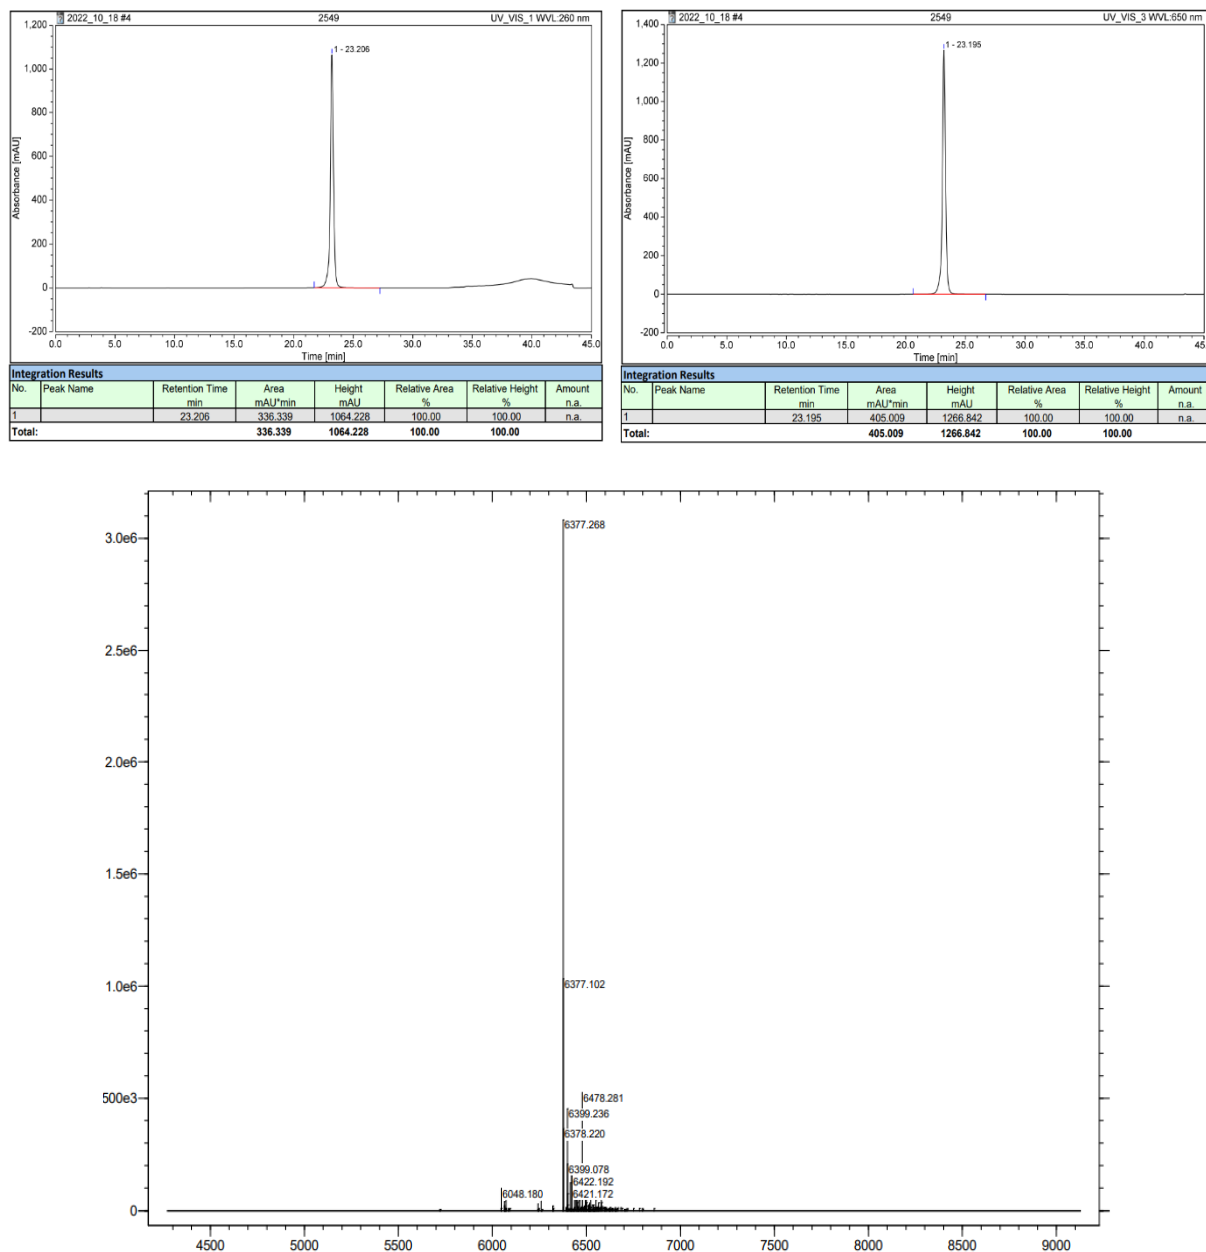 2022_10_18 #4 2549 UV_VIS_1 WVL:260 nm
1,200
1,000
800
600
400
200
0
-200
Absorbance [mAU]
1 - 23.206
0.0 5.0 10.0 15.0 20.0 25.0 30.0 35.0 40.0 45.0
Time [min]
Integration Results
No. Peak Name Retention Time Area Height Relative Area Relative Height Amount
min mAU*min mAU % % n.a.
1 23.206 336.339 1064.228 100.00 100.00 n.a.
Total: 336.339 1064.228 100.00 100.00
2022_10_18 #4 2549 UV_VIS_3 WVL:650 nm
1,400
1,200
1,000
800
600
400
200
0
-200
Absorbance [mAU]
1 - 23.195
0.0 5.0 10.0 15.0 20.0 25.0 30.0 35.0 40.0 45.0
Time [min]
Integration Results
No. Peak Name Retention Time Area Height Relative Area Relative Height Amount
min mAU*min mAU % % n.a.
1 23.195 405.009 1266.842 100.00 100.00 n.a.
Total: 405.009 1266.842 100.00 100.00
3.0e6
2.5e6
2.0e6
1.5e6
1.0e6
500e3
0
6377.268
6377.102
6478.281
6399.236
6378.220
6399.078
6422.192
6048.180
6421.172
4500 5000 5500 6000 6500 7000 7500 8000 8500 9000